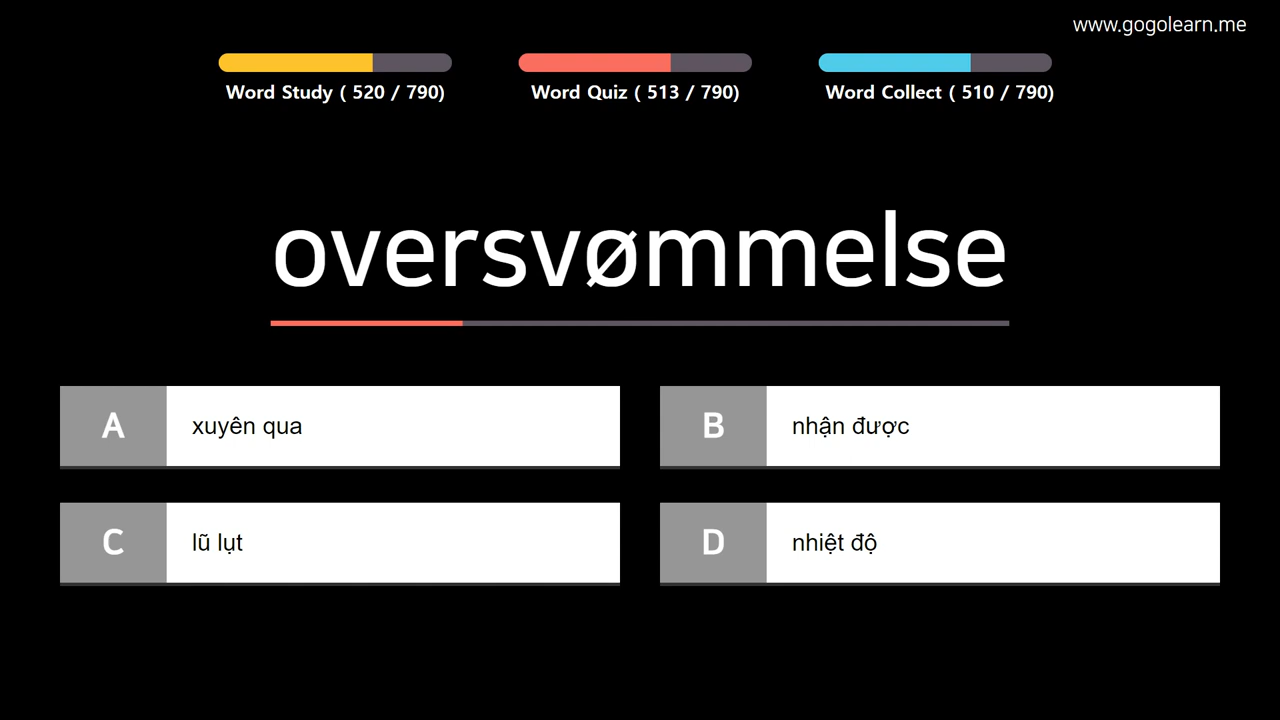 www.gogolearn.me
Word Study ( 520 / 790)
Word Quiz ( 513 / 790)
Word Collect ( 510 / 790)
oversvømmelse
A
xuyên qua
B
nhận được
C
lũ lụt
D
nhiệt độ